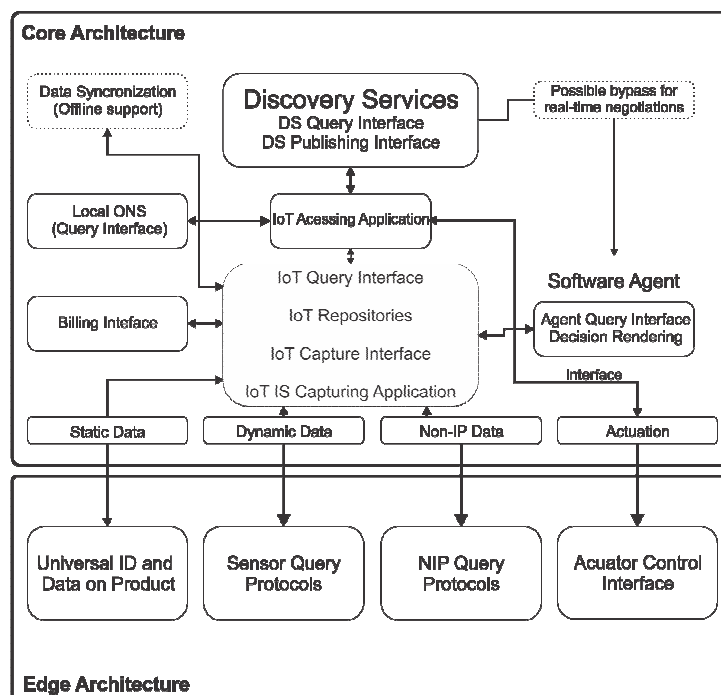 Core Architecture
Data Syncronization
(Offline support)
Discovery Services
DS Query Interface
DS Publishing Interface
Possible bypass for
real-time negotiations
Local ONS
(Query Interface)
IoT Acessing Application
IoT Query Interface
IoT Repositories
IoT Capture Interface
IoT IS Capturing Application
Software Agent
Billing Inteface
Agent Query Interface
Decision Rendering
Interface
Static Data
Dynamic Data
Non-IP Data
Actuation
Universal ID and
Data on Product
Sensor Query
Protocols
NIP Query
Protocols
Acuator Control
Interface
Edge Architecture